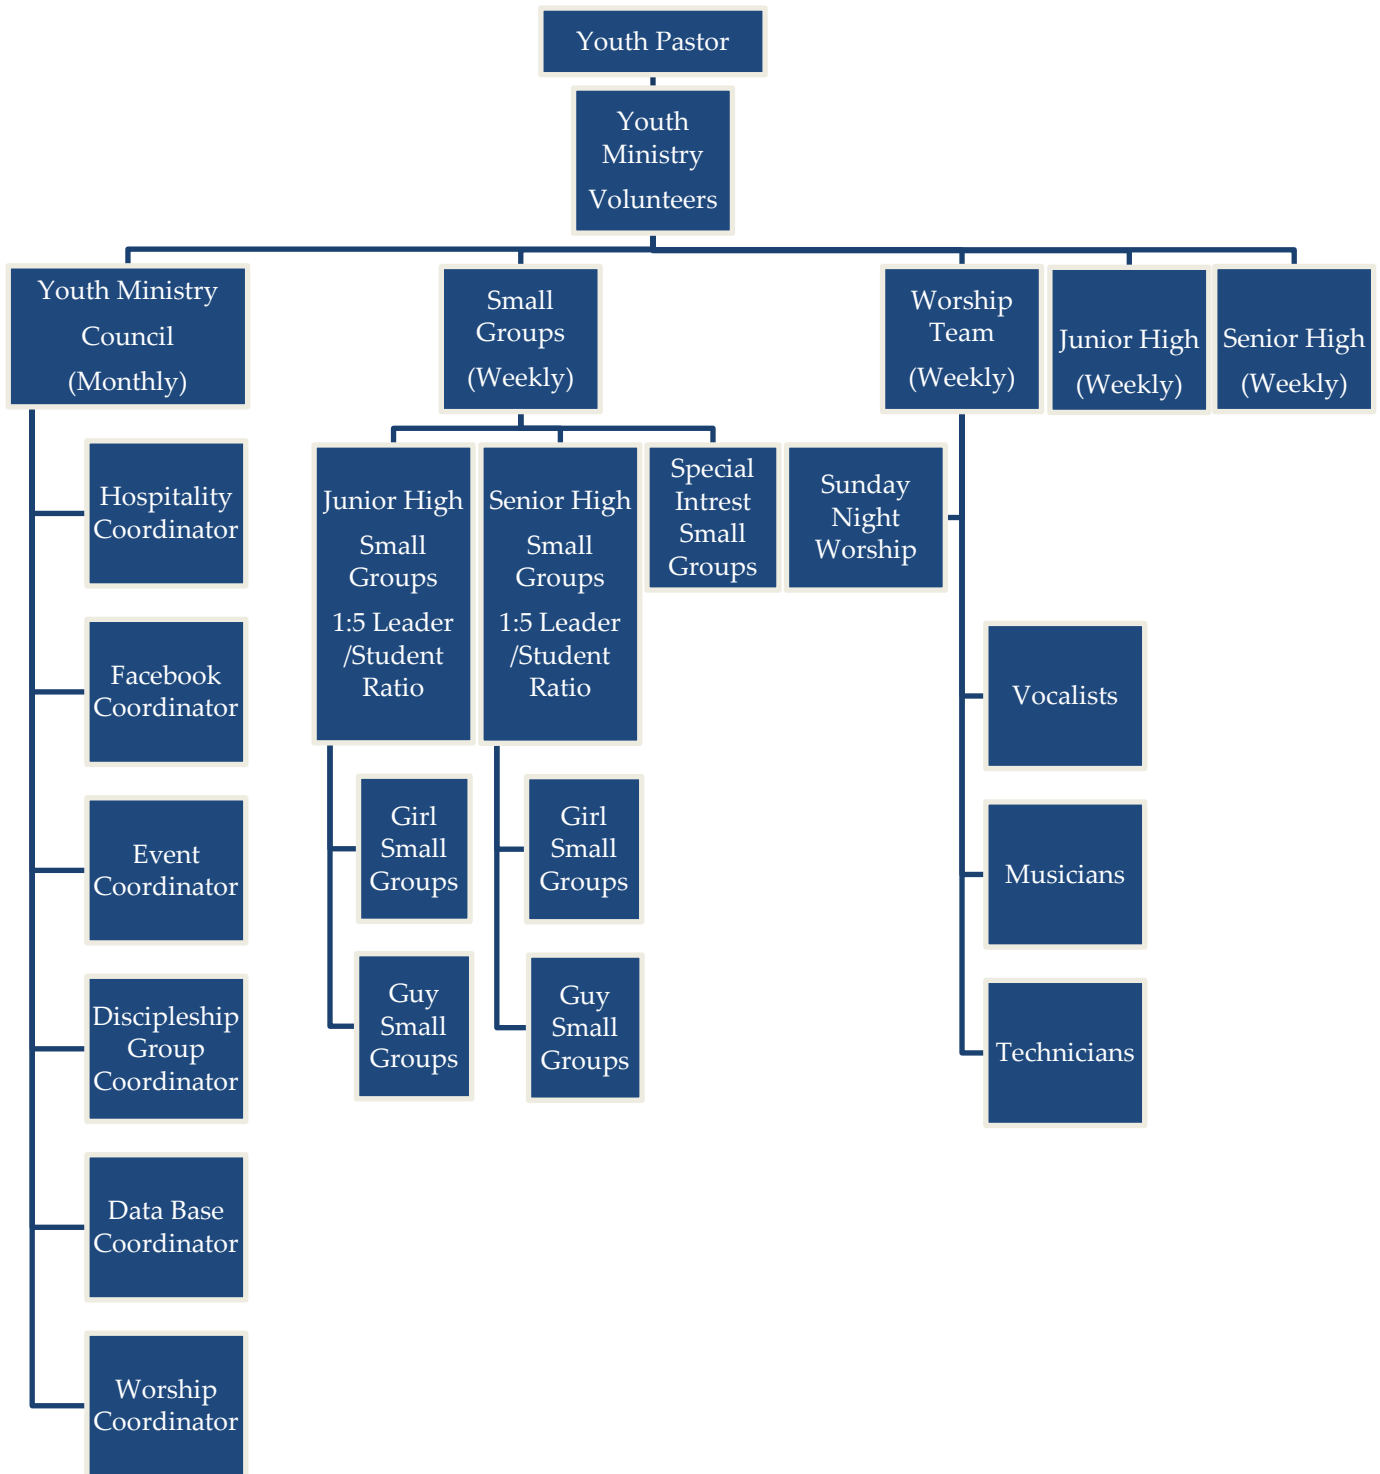 Youth Pastor
Youth
Ministry
Volunteers
Youth Ministry
Council
(Monthly)
Small
Groups
(Weekly)
Worship
Team
(Weekly)
Junior High
(Weekly)
Senior High
(Weekly)
Hospitality
Coordinator
Facebook
Coordinator
Event
Coordinator
Discipleship
Group
Coordinator
Data Base
Coordinator
Worship
Coordinator
Junior High
Small
Groups
1:5 Leader
/Student
Ratio
Girl
Small
Groups
Guy
Small
Groups
Senior High
Small
Groups
1:5 Leader
/Student
Ratio
Girl
Small
Groups
Guy
Small
Groups
Special
Intrest
Small
Groups
Sunday
Night
Worship
Vocalists
Musicians
Technicians